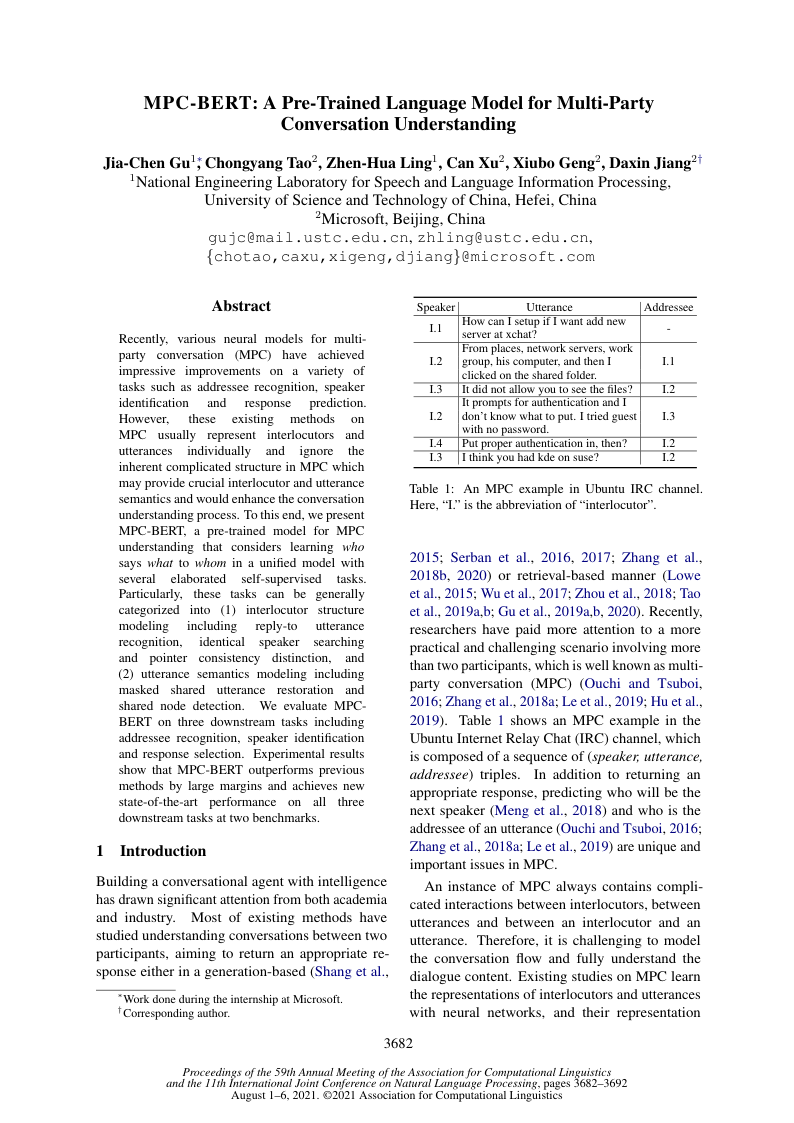 MPC-BERT: A Pre-Trained Language Model for Multi-Party
Conversation Understanding
Jia-Chen Gu1*, Chongyang Tao2, Zhen-Hua Ling1, Can Xu2, Xiubo Geng2, Daxin Jiang2†
1National Engineering Laboratory for Speech and Language Information Processing,
University of Science and Technology of China, Hefei, China
2Microsoft, Beijing, China
gujc@mail.ustc.edu.cn, zhling@ustc.edu.cn,
{chotao,caxu,xigeng,djiang}@microsoft.com
Abstract
Recently, various neural models for multi-
party conversation (MPC) have achieved
impressive improvements on a variety of
tasks such as addressee recognition, speaker
identification and response prediction.
However, these existing methods on
MPC usually represent interlocutors and
utterances individually and ignore the
inherent complicated structure in MPC which
may provide crucial interlocutor and utterance
semantics and would enhance the conversation
understanding process. To this end, we present
MPC-BERT, a pre-trained model for MPC
understanding that considers learning who
says what to whom in a unified model with
several elaborated self-supervised tasks.
Particularly, these tasks can be generally
categorized into (1) interlocutor structure
modeling including reply-to utterance
recognition, identical speaker searching
and pointer consistency distinction, and
(2) utterance semantics modeling including
masked shared utterance restoration and
shared node detection. We evaluate MPC-
BERT on three downstream tasks including
addressee recognition, speaker identification
and response selection. Experimental results
show that MPC-BERT outperforms previous
methods by large margins and achieves new
state-of-the-art performance on all three
downstream tasks at two benchmarks.
1 Introduction
Building a conversational agent with intelligence
has drawn significant attention from both academia
and industry. Most of existing methods have
studied understanding conversations between two
participants, aiming to return an appropriate re-
sponse either in a generation-based (Shang et al.,
*Work done during the internship at Microsoft.
†Corresponding author.
Speaker Utterance Addressee
I.1 How can I setup if I want add new
server at xchat? -
I.2 From places, network servers, work
group, his computer, and then I
clicked on the shared folder. I.1
I.3 It did not allow you to see the files? I.2
I.2 It prompts for authentication and I
don't know what to put. I tried guest
with no password. I.3
I.4 Put proper authentication in, then? I.2
I.3 I think you had kde on suse? I.2
Table 1: An MPC example in Ubuntu IRC channel.
Here, “I.” is the abbreviation of “interlocutor”.
2015; Serban et al., 2016, 2017; Zhang et al.,
2018b, 2020) or retrieval-based manner (Lowe
et al., 2015; Wu et al., 2017; Zhou et al., 2018; Tao
et al., 2019a,b; Gu et al., 2019a,b, 2020). Recently,
researchers have paid more attention to a more
practical and challenging scenario involving more
than two participants, which is well known as multi-
party conversation (MPC) (Ouchi and Tsuboi,
2016; Zhang et al., 2018a; Le et al., 2019; Hu et al.,
2019). Table 1 shows an MPC example in the
Ubuntu Internet Relay Chat (IRC) channel, which
is composed of a sequence of (speaker, utterance,
addressee) triples. In addition to returning an
appropriate response, predicting who will be the
next speaker (Meng et al., 2018) and who is the
addressee of an utterance (Ouchi and Tsuboi, 2016;
Zhang et al., 2018a; Le et al., 2019) are unique and
important issues in MPC.
An instance of MPC always contains compli-
cated interactions between interlocutors, between
utterances and between an interlocutor and an
utterance. Therefore, it is challenging to model
the conversation flow and fully understand the
dialogue content. Existing studies on MPC learn
the representations of interlocutors and utterances
with neural networks, and their representation
3682
Proceedings of the 59th Annual Meeting of the Association for Computational Linguistics
and the 11th International Joint Conference on Natural Language Processing, pages 3682–3692
August 1–6, 2021. ©2021 Association for Computational Linguistics